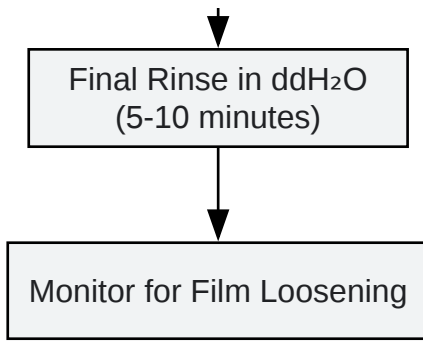 Final Rinse in ddH₂O
(5-10 minutes)
Monitor for Film Loosening